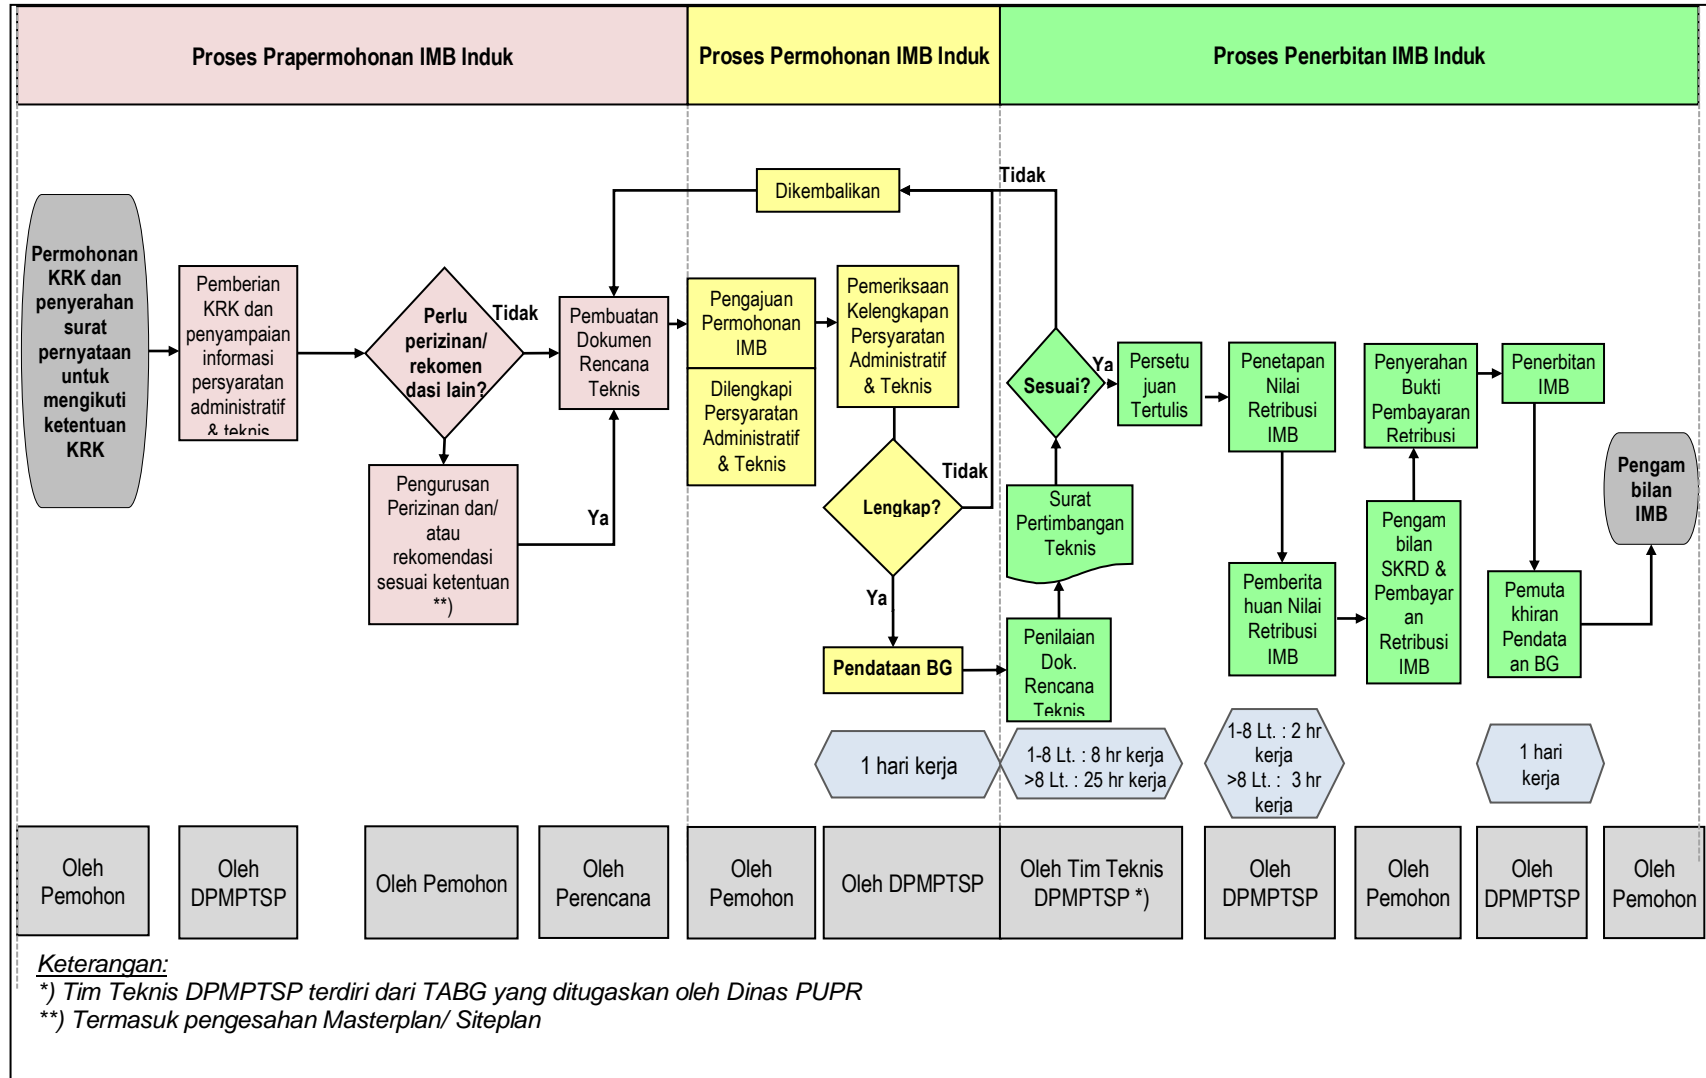 Proses Prapermohonan IMB Induk
Proses Permohonan IMB Induk
Proses Penerbitan IMB Induk
Permohonan
KRK dan
penyerahan
surat
pernyataan
untuk
mengikuti
ketentuan
KRK
Pemberian
KRK dan
penyampaian
informasi
persyaratan
administratif
& teknis
Perlu
perizinan/
rekomen
dasi lain?
Tidak
Pengurusan
Perizinan dan/
atau
rekomendasi
sesuai ketentuan
**)
Ya
Pembuatan
Dokumen
Rencana
Teknis
Dikembalikan
Pengajuan
Permohonan
IMB
Dilengkapi
Persyaratan
Administratif
& Teknis
Pemeriksaan
Kelengkapan
Persyaratan
Administratif
& Teknis
Lengkap?
Tidak
Ya
Pendataan BG
Tidak
Sesuai?
Ya
Surat
Pertimbangan
Teknis
Penilaian
Dok.
Rencana
Teknis
Persetu
juan
Tertulis
Penetapan
Nilai
Retribusi
IMB
Pemberita
huan Nilai
Retribusi
IMB
Penyerahan
Bukti
Pembayaran
Retribusi
Pengam
bilan
SKRD &
Pembayar
an
Retribusi
IMB
Penerbitan
IMB
Pemuta
khiran
Pendata
an BG
Pengam
bilan
IMB
1 hari kerja
1-8 Lt. : 8 hr kerja
>8 Lt. : 25 hr kerja
1-8 Lt. : 2 hr
kerja
>8 Lt. : 3 hr
kerja
1 hari
kerja
Oleh
Pemohon
Oleh
DPMPTSP
Oleh Pemohon
Oleh
Perencana
Oleh
Pemohon
Oleh DPMPTSP
Oleh Tim Teknis
DPMPTSP *)
Oleh
DPMPTSP
Oleh
Pemohon
Oleh
DPMPTSP
Oleh
Pemohon
Keterangan:
*) Tim Teknis DPMPTSP terdiri dari TABG yang ditugaskan oleh Dinas PUPR
**) Termasuk pengesahan Masterplan/ Siteplan